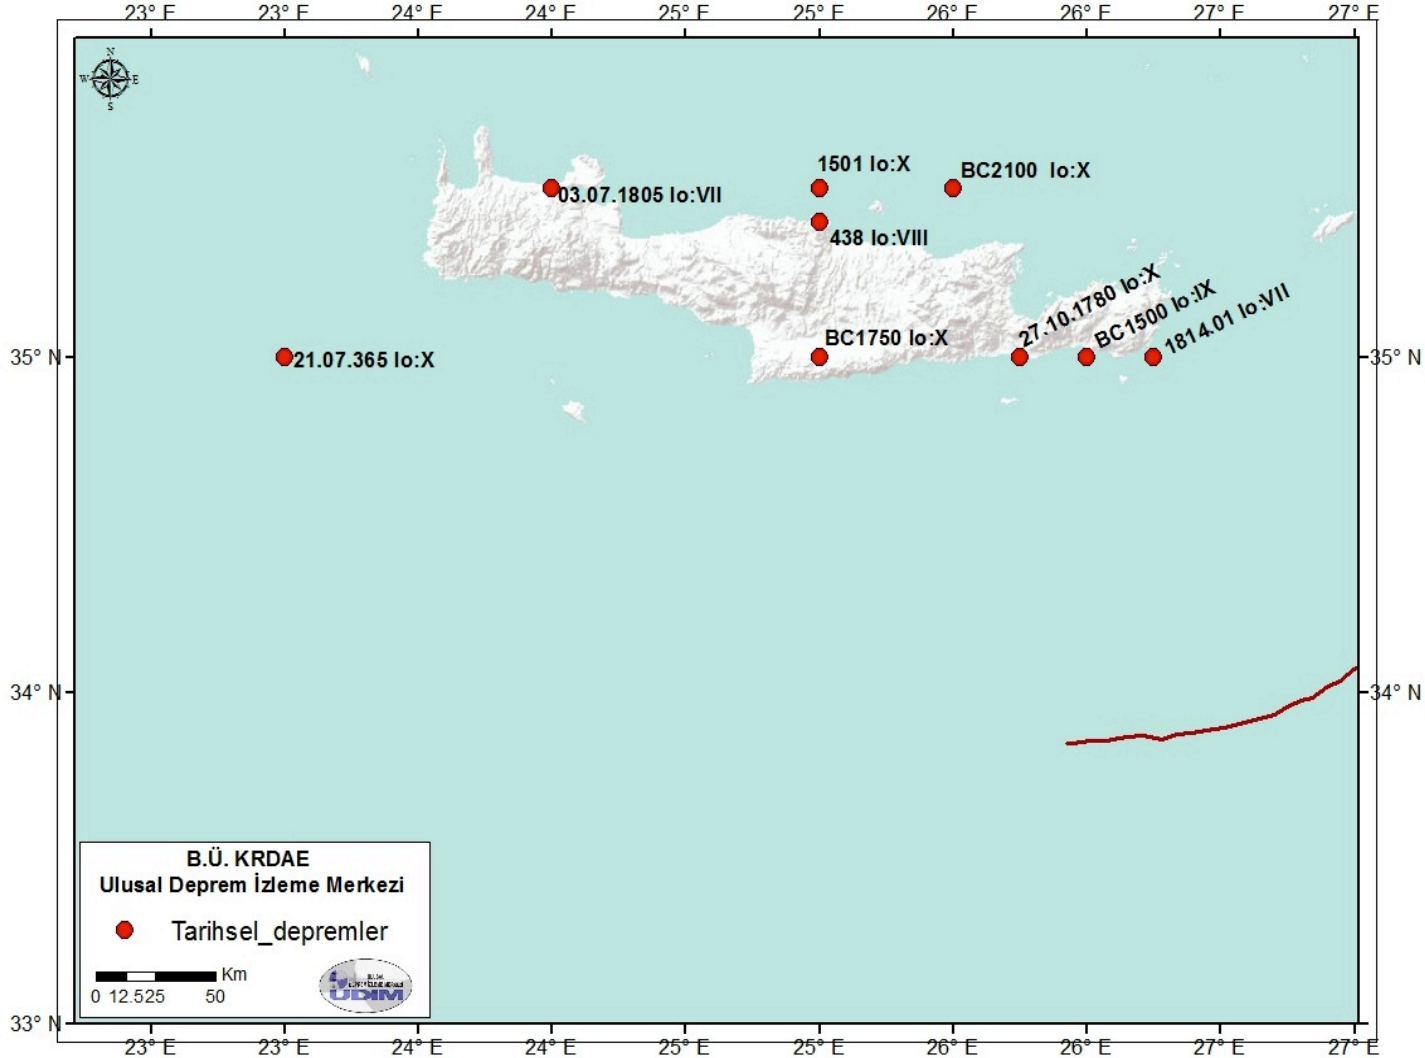 23° E 23° E 24° E 24° E 25° E 25° E 26° E 26° E 27° E 27° E
N
W E
S
1501 Io:X
BC2100 Io:X
03.07.1805 Io:VII
438 Io:VIII
27.10.1780 Io:X
BC1500 Io:IX
1814.01 Io:VII
BC1750 Io:X
35° N 35° N
21.07.365 Io:X
34° N 34° N
B.Ü. KRDAE
Ulusal Deprem İzleme Merkezi
Tarihsel_depremler
Km
0 12.525 50
UDIM
33° N
23° E 23° E 24° E 24° E 25° E 25° E 26° E 26° E 27° E 27° E